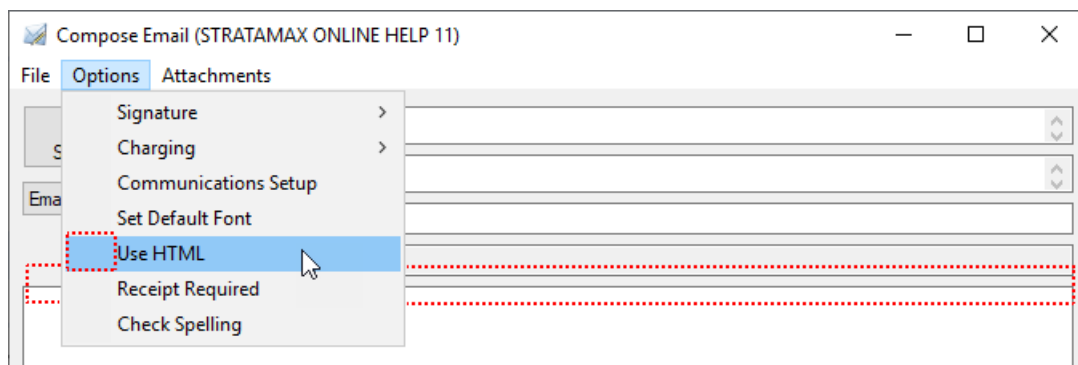 Compose Email (STRATAMAX ONLINE HELP 11)
File Options Attachments
Signature
Charging
Communications Setup
Set Default Font
Use HTML
Receipt Required
Check Spelling